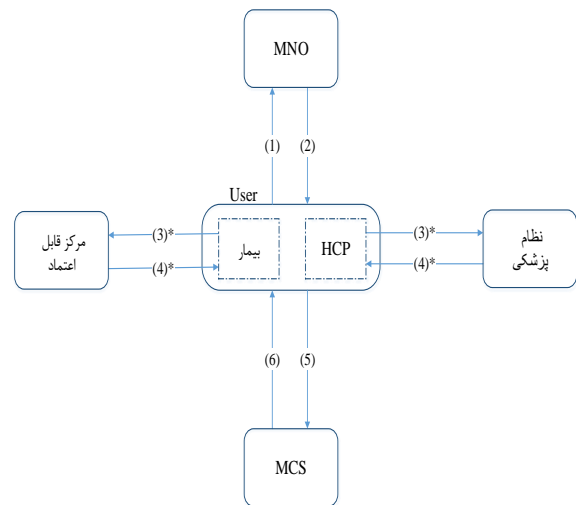 MNO
(1)
(2)
User
مرکز قابل
اعتماد
(3)*
(4)*
بیمار
HCP
(3)*
(4)*
نظام
پزشکی
(6)
(5)
MCS